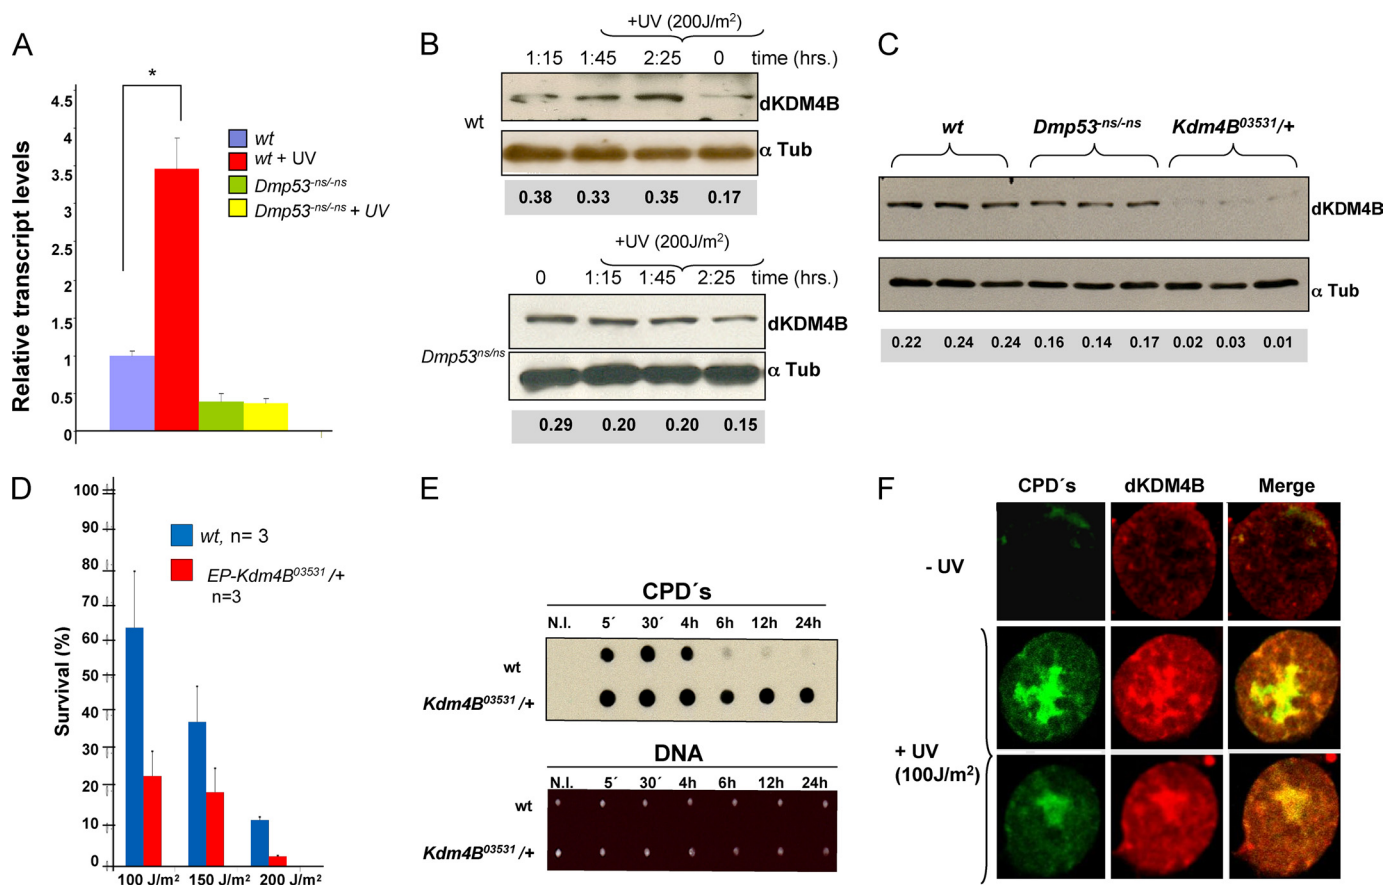 A
Relative transcript levels
4.5
4
3.5
3
2.5
2
1.5
1
0.5
0
*
wt
wt + UV
Dmp53-ns/-ns
Dmp53-ns/-ns + UV
B
+UV (200J/m²)
1:15 1:45 2:25 0 time (hrs.)
wt
dKDM4B
α Tub
0.38 0.33 0.35 0.17
+UV (200J/m²)
0 1:15 1:45 2:25 time (hrs.)
Dmp53ns/ns
dKDM4B
α Tub
0.29 0.20 0.20 0.15
C
wt Dmp53-ns/-ns Kdm4B03531/+
dKDM4B
α Tub
0.22 0.24 0.24 0.16 0.14 0.17 0.02 0.03 0.01
D
Survival (%)
100
90
80
70
60
50
40
30
20
10
0
wt, n= 3
EP-Kdm4B03531/+
n=3
100 J/m² 150 J/m² 200 J/m²
E
CPD´s
N.I. 5´ 30´ 4h 6h 12h 24h
wt
Kdm4B03531/+
DNA
N.I. 5´ 30´ 4h 6h 12h 24h
wt
Kdm4B03531/+
F
CPD´s dKDM4B Merge
- UV
+ UV
(100J/m²)